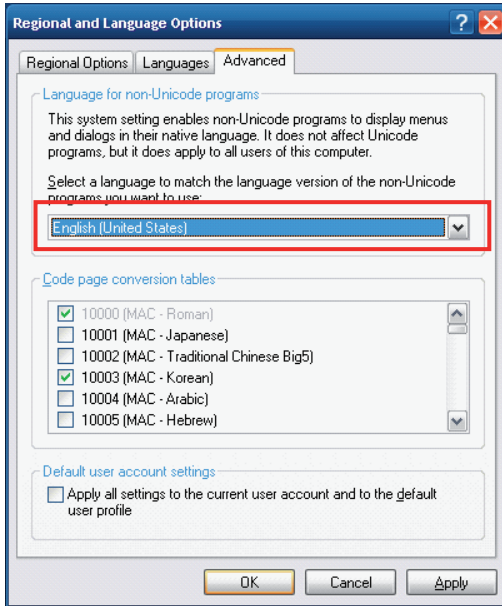 Regional and Language Options
Regional Options Languages Advanced
Language for non-Unicode programs
This system setting enables non-Unicode programs to display menus
and dialogs in their native language. It does not affect Unicode
programs, but it does apply to all users of this computer.
Select a language to match the language version of the non-Unicode
programs you want to use:
English (United States)
Code page conversion tables
10000 (MAC - Roman)
10001 (MAC - Japanese)
10002 (MAC - Traditional Chinese Big5)
10003 (MAC - Korean)
10004 (MAC - Arabic)
10005 (MAC - Hebrew)
Default user account settings
Apply all settings to the current user account and to the default
user profile
OK Cancel Apply